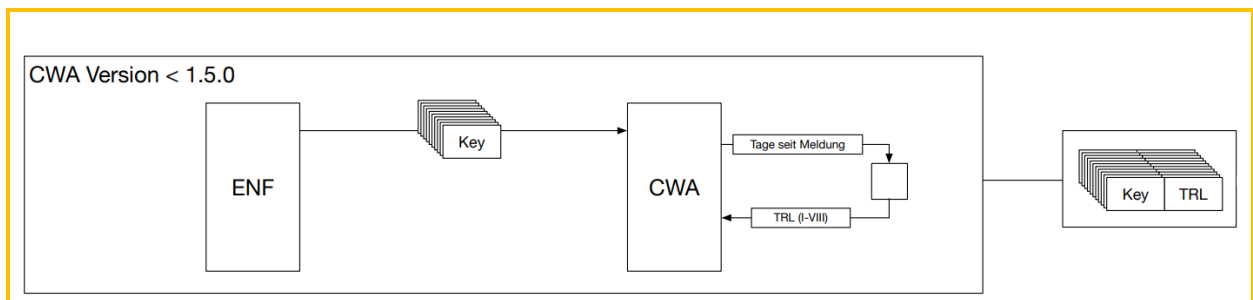 CWA Version < 1.5.0
ENF
Key
CWA
Tage seit Meldung
TRL (I-VIII)
Key
TRL